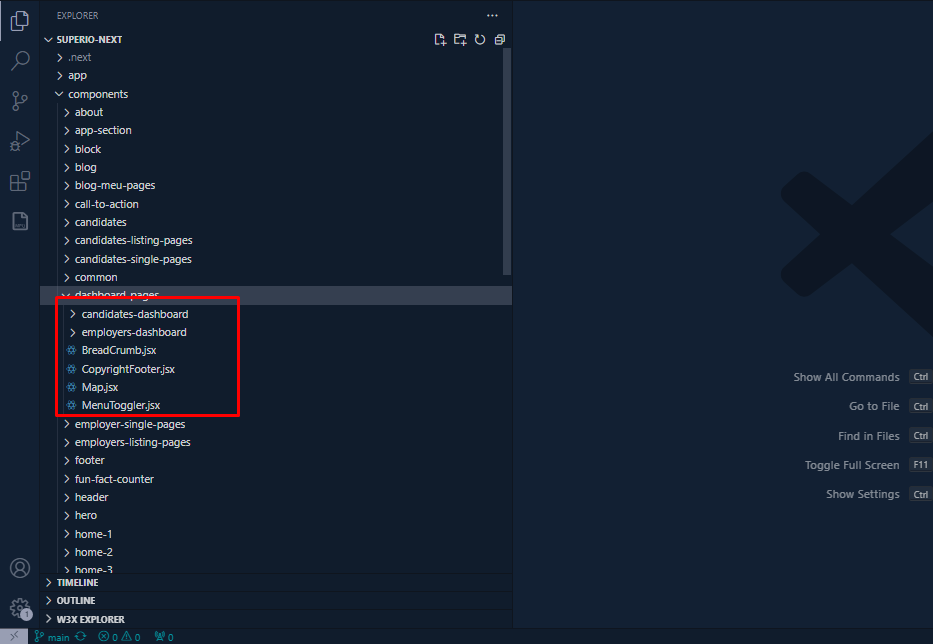 EXPLORER
SUPERIO-NEXT
.next
app
components
about
app-section
block
blog
blog-meu-pages
call-to-action
candidates
candidates-listing-pages
candidates-single-pages
common
dashboard-pages
candidates-dashboard
employers-dashboard
BreadCrumb.jsx
CopyrightFooter.jsx
Map.jsx
MenuToggler.jsx
employer-single-pages
employers-listing-pages
footer
fun-fact-counter
header
hero
home-1
home-2
home-3
TIMELINE
OUTLINE
W3X EXPLORER
Show All Commands Ctrl
Go to File Ctrl
Find in Files Ctrl
Toggle Full Screen F11
Show Settings Ctrl
1
main 0 0 0